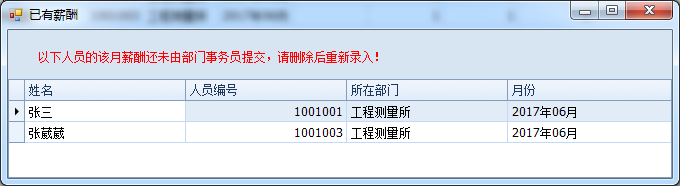 已有薪酬
以下人员的该月薪酬还未由部门事务员提交，请删除后重新录入！
姓名 人员编号 所在部门 月份
张三 1001001 工程测量所 2017年06月
张葳葳 1001003 工程测量所 2017年06月